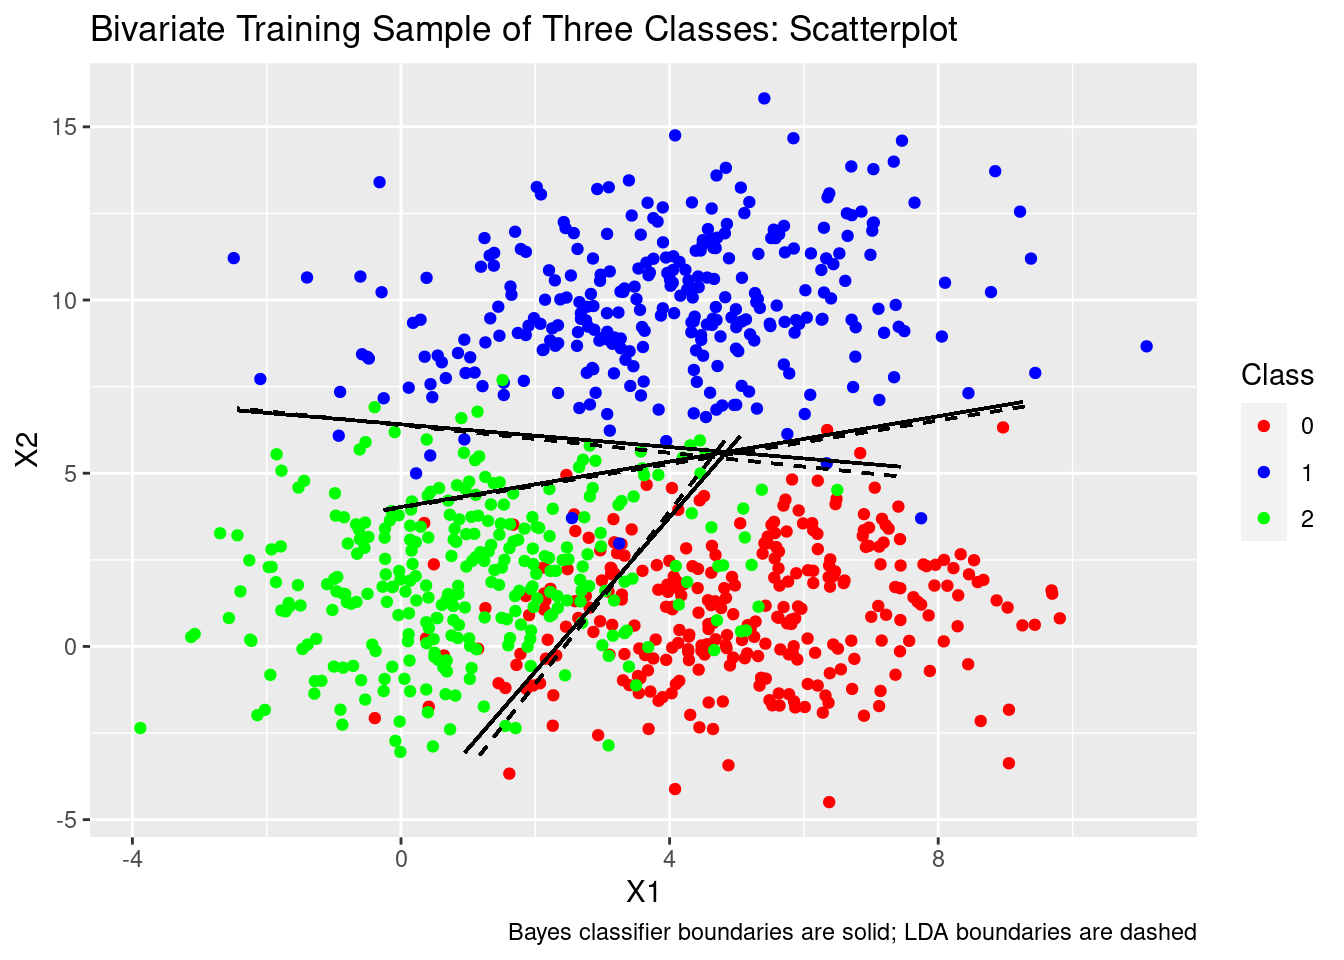 Bivariate Training Sample of Three Classes: Scatterplot
15
10
5
0
-5
X2
-4
0
4
8
X1
Class
0
1
2
Bayes classifier boundaries are solid; LDA boundaries are dashed